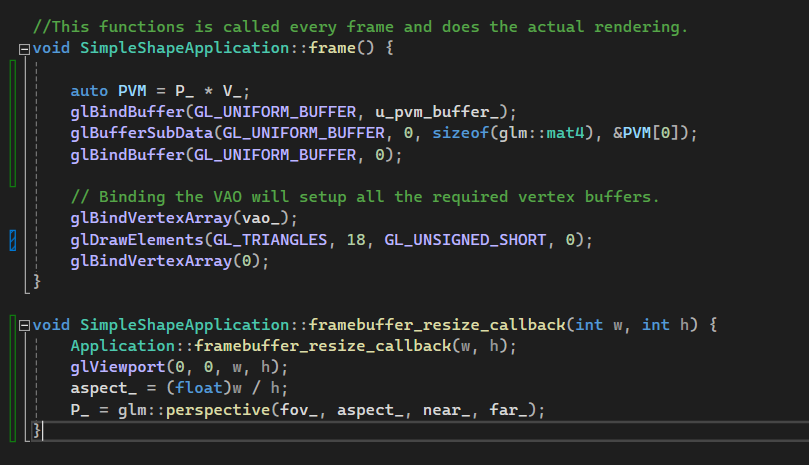 //This functions is called every frame and does the actual rendering.
void SimpleShapeApplication::frame() {
auto PVM = P_ * V_;
glBindBuffer(GL_UNIFORM_BUFFER, u_pvm_buffer_);
glBufferSubData(GL_UNIFORM_BUFFER, 0, sizeof(glm::mat4), &PVM[0]);
glBindBuffer(GL_UNIFORM_BUFFER, 0);
// Binding the VAO will setup all the required vertex buffers.
glBindVertexArray(vao_);
glDrawElements(GL_TRIANGLES, 18, GL_UNSIGNED_SHORT, 0);
glBindVertexArray(0);
}
void SimpleShapeApplication::framebuffer_resize_callback(int w, int h) {
Application::framebuffer_resize_callback(w, h);
glViewport(0, 0, w, h);
aspect_ = (float)w / h;
P_ = glm::perspective(fov_, aspect_, near_, far_);
}